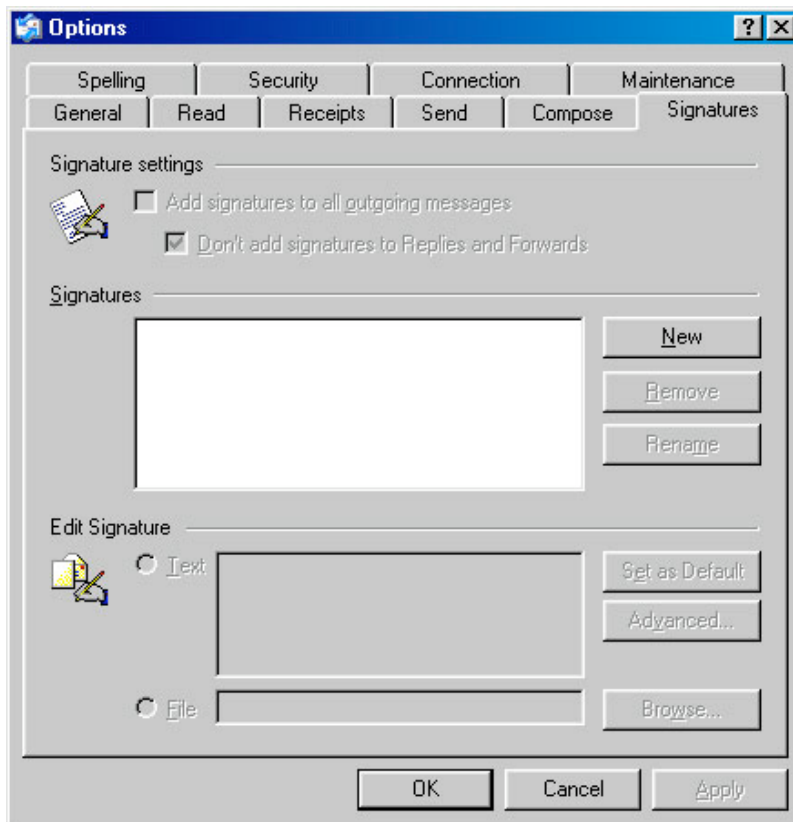 Options
Spelling Security Connection Maintenance
General Read Receipts Send Compose Signatures
Signature settings
Add signatures to all outgoing messages
Don't add signatures to Replies and Forwards
Signatures
New
Remove
Rename
Edit Signature
Text
Set as Default
Advanced...
File
Browse...
OK Cancel Apply